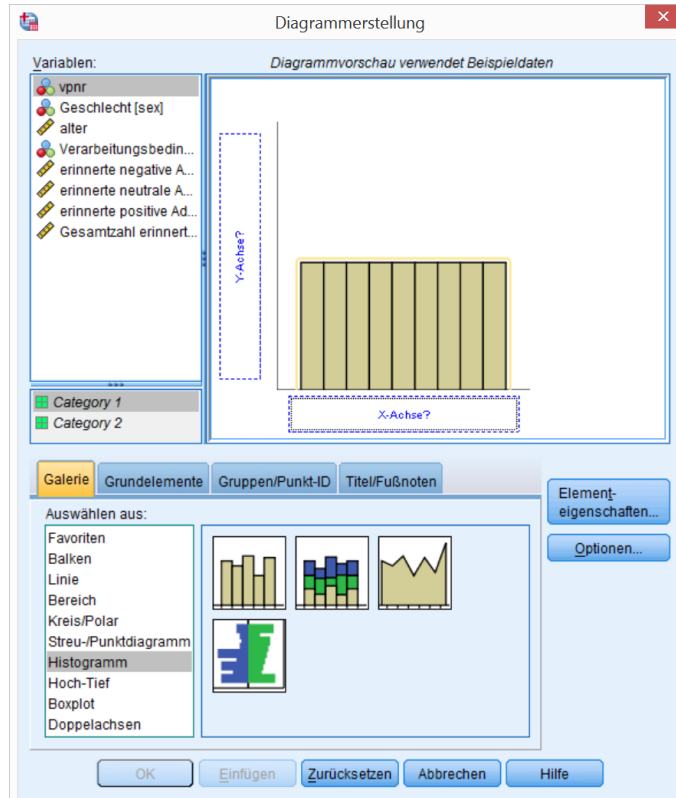 Diagrammerstellung
Variablen:
Diagrammvorschau verwendet Beispieldaten
vpnr
Geschlecht [sex]
alter
Verarbeitungsbedin...
erinnerte negative A...
erinnerte neutrale A...
erinnerte positive Ad...
Gesamtzahl erinnert...
Y-Achse?
X-Achse?
Category 1
Category 2
Galerie
Grundelemente
Gruppen/Punkt-ID
Titel/Fußnoten
Element-
eigenschaften...
Optionen...
Auswählen aus:
Favoriten
Balken
Linie
Bereich
Kreis/Polar
Streu-/Punktdiagramm
Histogramm
Hoch-Tief
Boxplot
Doppelachsen
OK
Einfügen
Zurücksetzen
Abbrechen
Hilfe